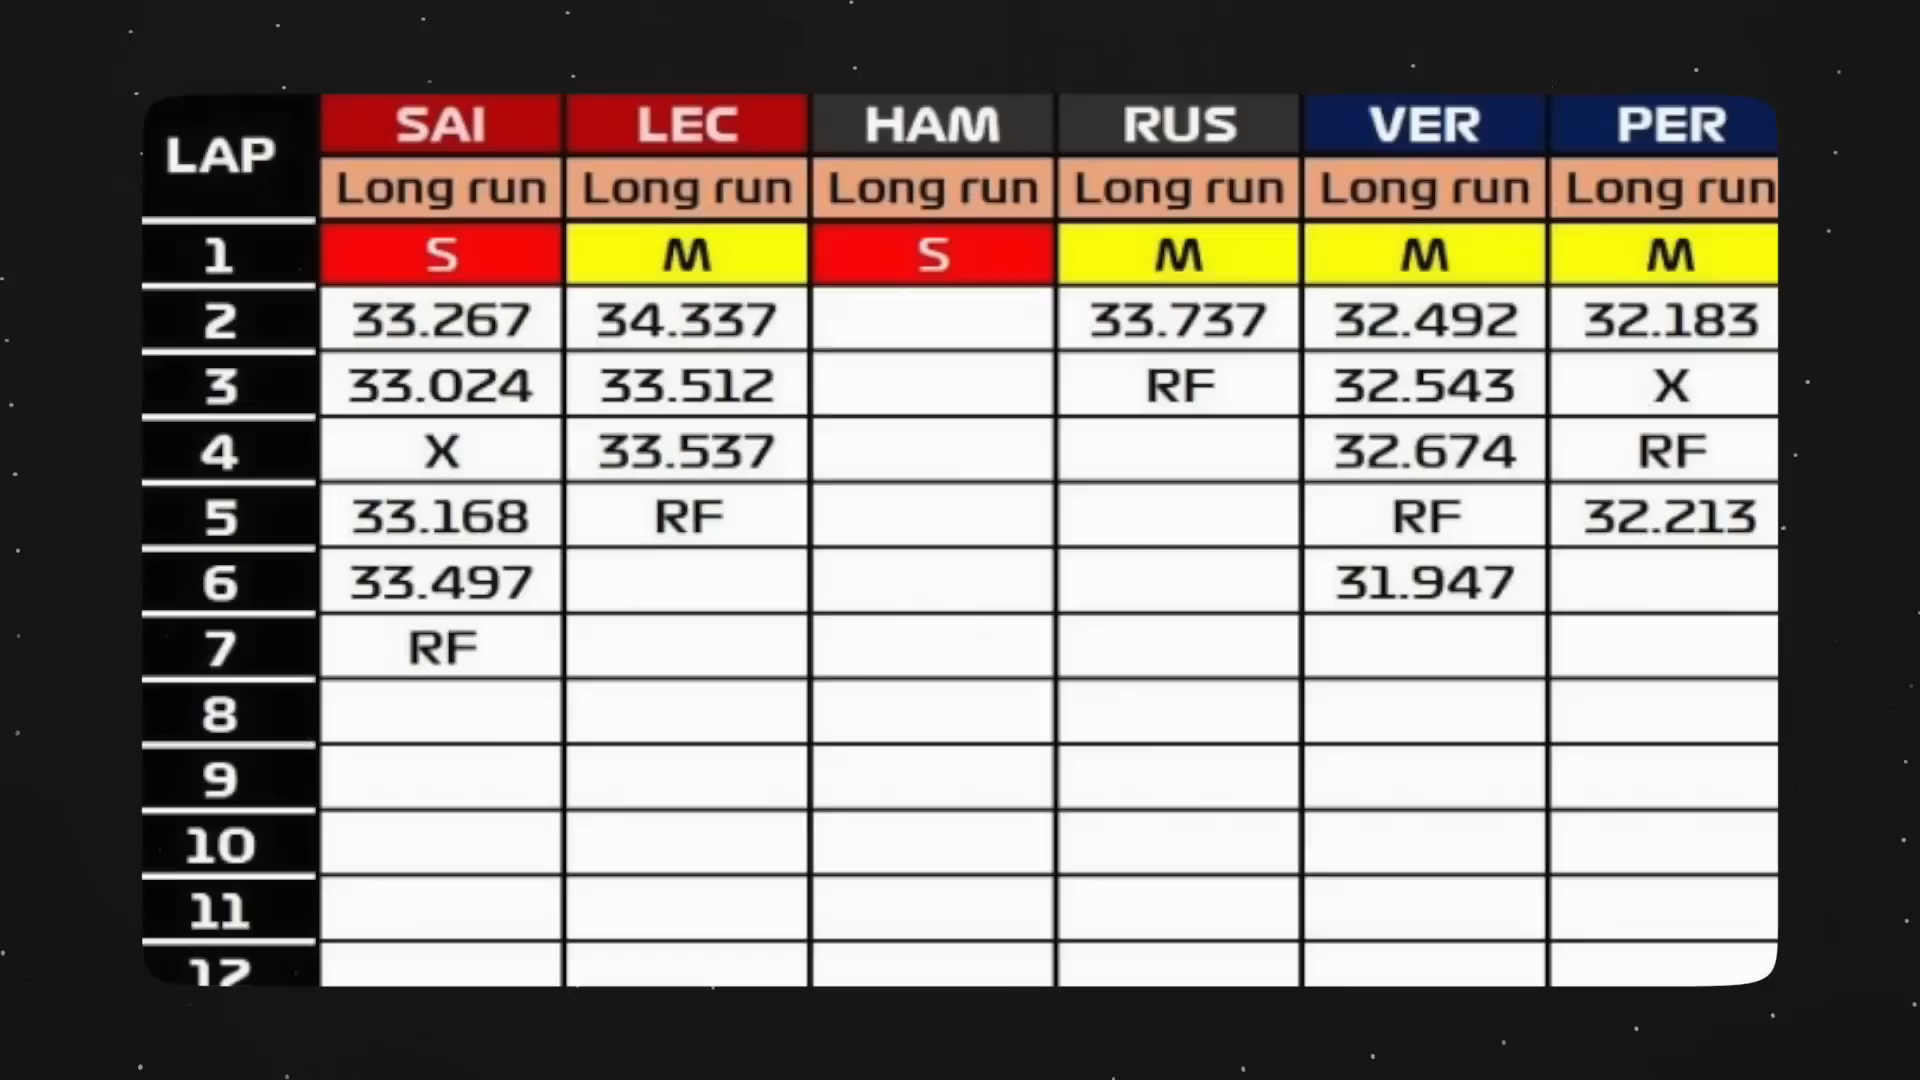 LAP SAI LEC HAM RUS VER PER
Long run Long run Long run Long run Long run Long run
1 S M S M M M
2 33.267 34.337 33.737 32.492 32.183
3 33.024 33.512 RF 32.543 X
4 X 33.537 32.674 RF
5 33.168 RF RF 32.213
6 33.497 31.947
7 RF
8
9
10
11
12